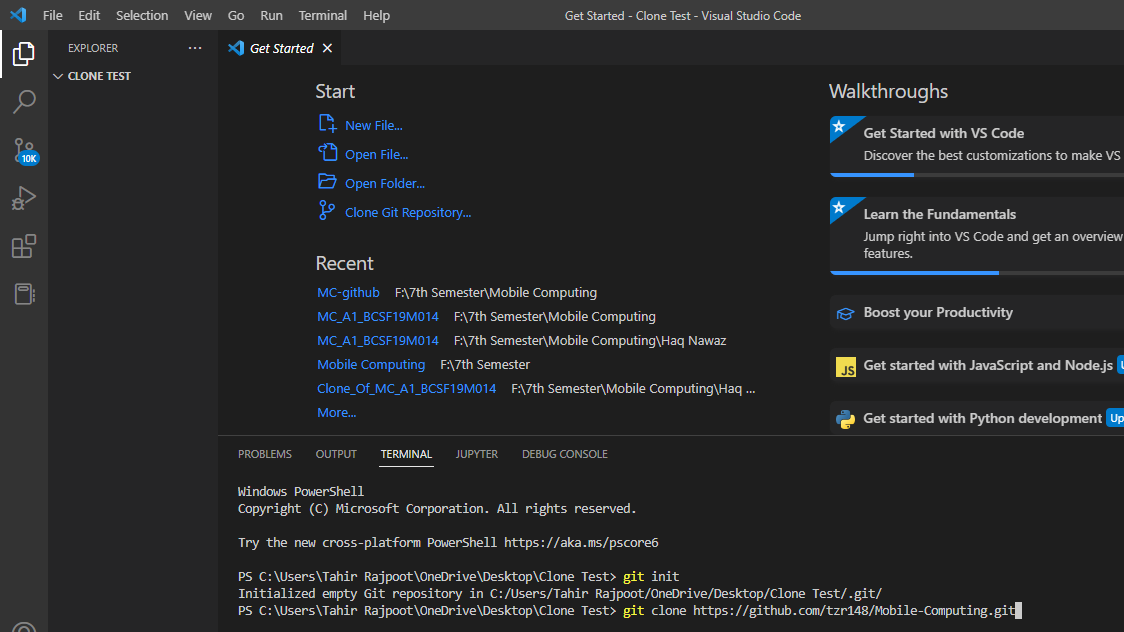 File Edit Selection View Go Run Terminal Help
Get Started - Clone Test - Visual Studio Code
EXPLORER ...
CLONE TEST
10K
Get Started
Start
New File...
Open File...
Open Folder...
Clone Git Repository...
Recent
MC-github F:\7th Semester\Mobile Computing
MC_A1_BCSF19M014 F:\7th Semester\Mobile Computing
MC_A1_BCSF19M014 F:\7th Semester\Mobile Computing\Haq Nawaz
Mobile Computing F:\7th Semester
Clone_Of_MC_A1_BCSF19M014 F:\7th Semester\Mobile Computing\Haq ...
More...
Walkthroughs
Get Started with VS Code
Discover the best customizations to make VS
Learn the Fundamentals
Jump right into VS Code and get an overview
features.
Boost your Productivity
JS Get started with JavaScript and Node.js
Get started with Python development Up
PROBLEMS OUTPUT TERMINAL JUPYTER DEBUG CONSOLE
Windows PowerShell
Copyright (C) Microsoft Corporation. All rights reserved.
Try the new cross-platform PowerShell https://aka.ms/pscore6
PS C:\Users\Tahir Rajpoot\OneDrive\Desktop\Clone Test> git init
Initialized empty Git repository in C:/Users/Tahir Rajpoot/OneDrive/Desktop/Clone Test/.git/
PS C:\Users\Tahir Rajpoot\OneDrive\Desktop\Clone Test> git clone https://github.com/tzr148/Mobile-Computing.git